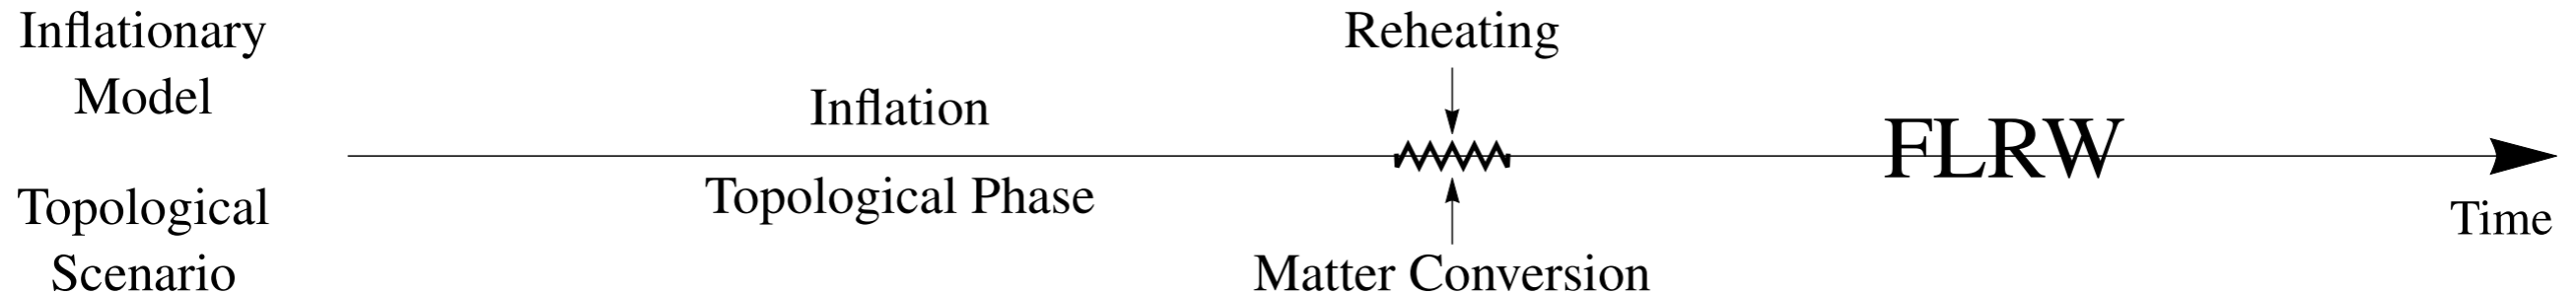 Inflationary
Model
Reheating
Inflation
FLRW
Topological Phase
Topological
Scenario
Time
Matter Conversion